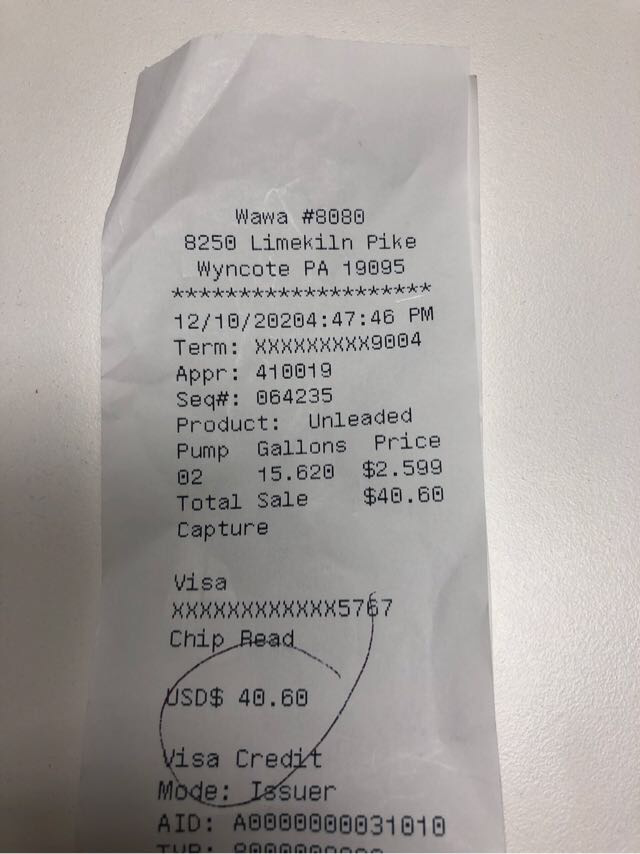 Wawa #8080
8250 Limekiln Pike
Wyncote PA 19095
********************
12/10/20204:47:46 PM
Term: XXXXXXXXX9004
Appr: 410019
Seq#: 064235
Product: Unleaded
Pump Gallons Price
02 15.620 $2.599
Total Sale $40.60
Capture
Visa
XXXXXXXXXXXX5767
Chip Read
USD$ 40.60
Visa Credit
Mode: Issuer
AID: A0000000031010